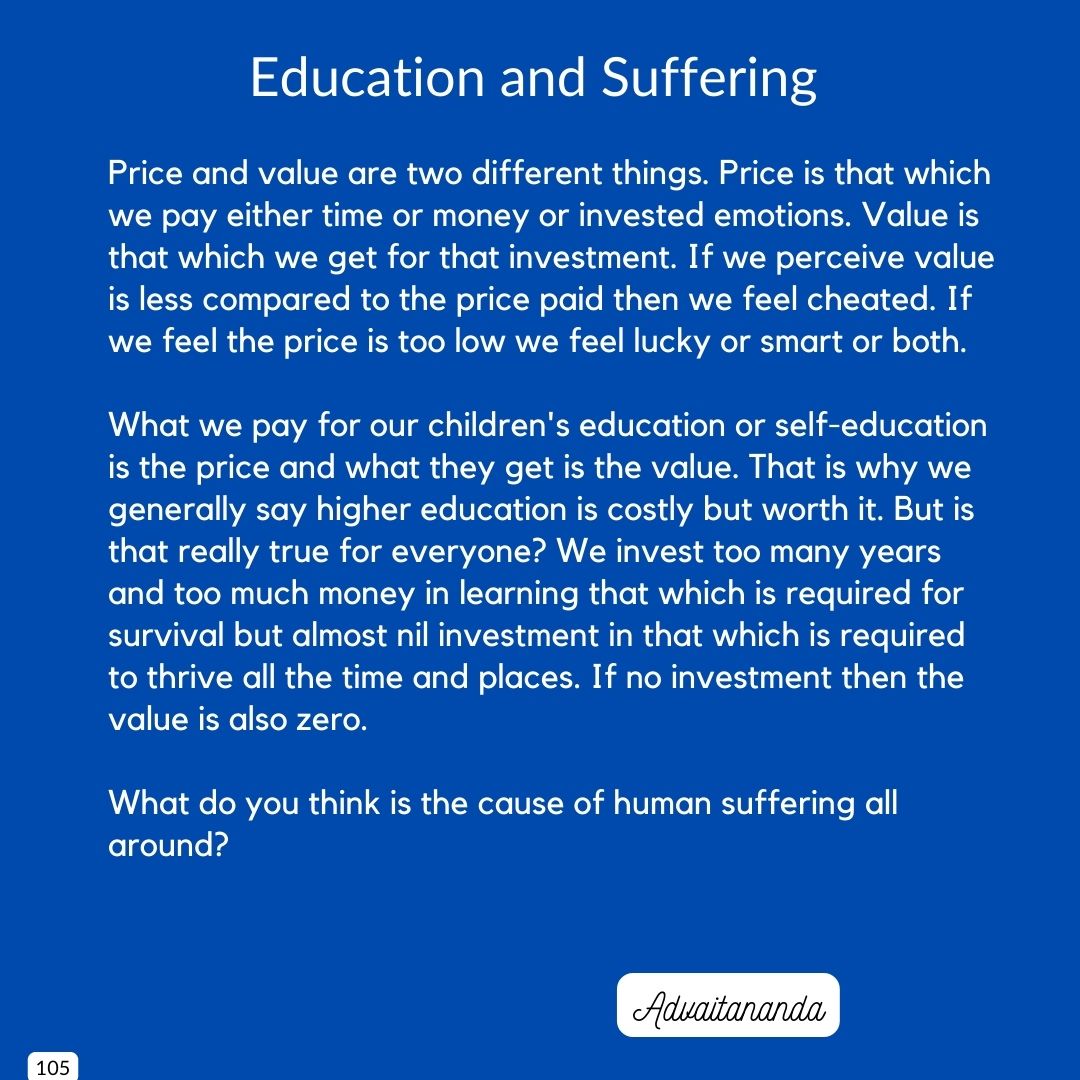 Education and Suffering
Price and value are two different things. Price is that which
we pay either time or money or invested emotions. Value is
that which we get for that investment. If we perceive value
is less compared to the price paid then we feel cheated. If
we feel the price is too low we feel lucky or smart or both.
What we pay for our children's education or self-education
is the price and what they get is the value. That is why we
generally say higher education is costly but worth it. But is
that really true for everyone? We invest too many years
and too much money in learning that which is required for
survival but almost nil investment in that which is required
to thrive all the time and places. If no investment then the
value is also zero.
What do you think is the cause of human suffering all
around?
Advaitananda
105